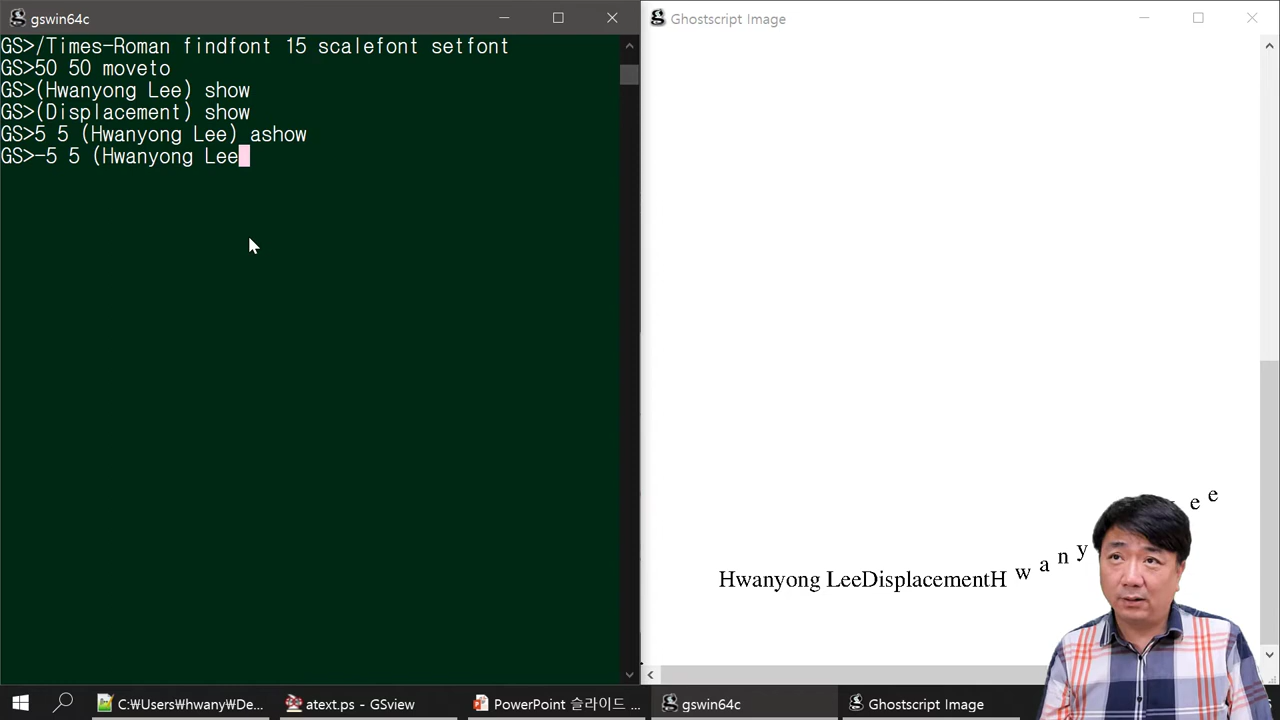 gswin64c
GS>/Times-Roman findfont 15 scalefont setfont
GS>50 50 moveto
GS>(Hwanyong Lee) show
GS>(Displacement) show
GS>5 5 (Hwanyong Lee) ashow
GS>-5 5 (Hwanyong Lee
Ghostscript Image
e e
Hwanyong LeeDisplacementH w a n y
C:₩Users₩hwany₩De...
atext.ps - GSview
PowerPoint 슬라이드 ...
gswin64c
Ghostscript Image